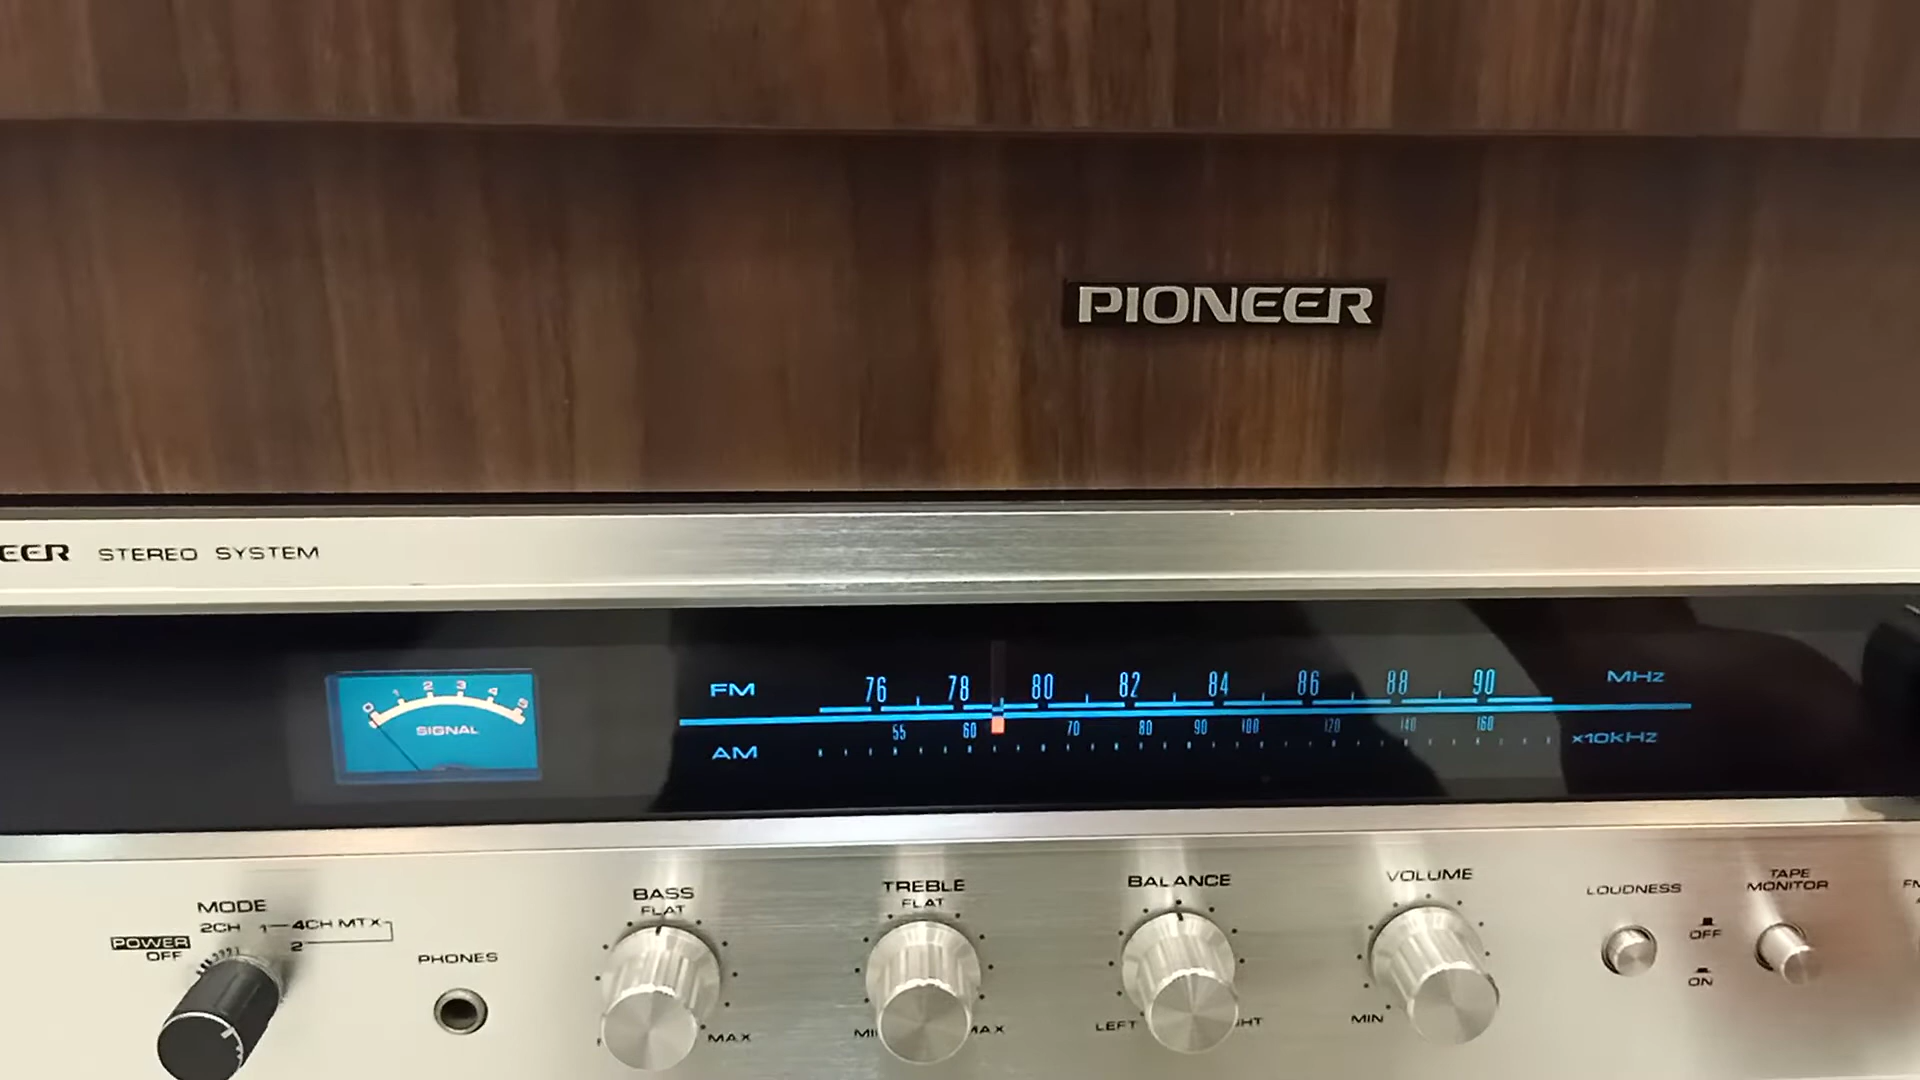 PIONEER
EER STEREO SYSTEM
0 1 2 3 4 5
SIGNAL
FM 76 78 80 82 84 86 88 90 MHz
AM 55 60 70 80 90 100 120 140 160 x10kHz
MODE
2CH 1 4CH MTX
2
POWER
OFF
PHONES
BASS
FLAT
MAX
TREBLE
FLAT
BALANCE
LEFT
VOLUME
MIN
LOUDNESS
OFF
ON
TAPE
MONITOR